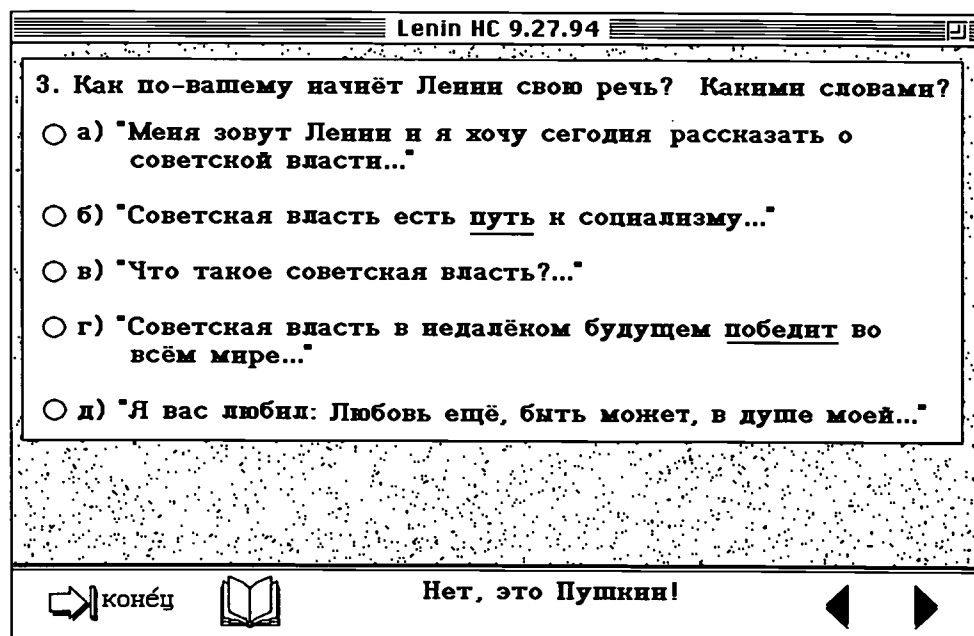 Lenin HC 9.27.94
3. Как по-вашему начнёт Ленин свою речь? Какими словами?
а) "Меня зовут Ленин и я хочу сегодня рассказать о
советской власти..."
б) "Советская власть есть путь к социализму..."
в) "Что такое советская власть?..."
г) "Советская власть в недалёком будущем победит во
всём мире..."
д) "Я вас любил: Любовь ещё, быть может, в душе моей..."
Нет, это Пушкин!
коне́ц